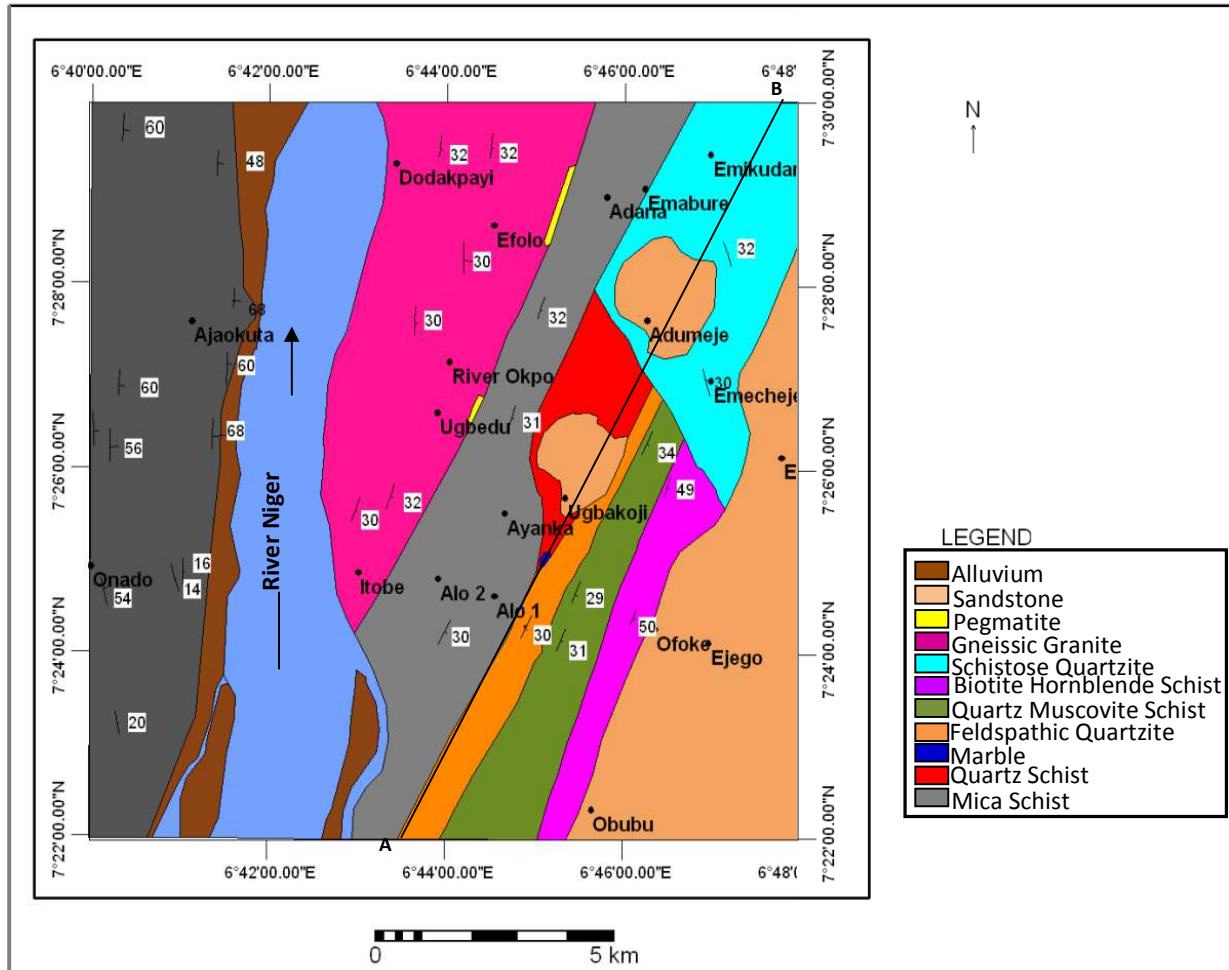 6°40'00.00"E 6°42'00.00"E 6°44'00.00"E 6°46'00.00"E 6°48'
B
N
7°30'00.00"N
60
48
32 32
Dodakpayi
Emikudar
Adaria
Emabure
Efolo
30
32
7°28'00.00"N 7°28'00.00"N
68
Ajaokuta
30
32
Adumeje
60
River Okpo
60
30
Emecheje
Ugbedu
31
68
56
34
7°26'00.00"N 7°26'00.00"N
E
49
32
30
Ugbakoji
Ayanka
River Niger
Onado
16
14
54
Itobe
Alo 2
Alo 1
29
30
30
31
50
Ofoke
Ejego
7°24'00.00"N 7°24'00.00"N
20
Obubu
7°22'00.00"N 7°22'00.00"N
A
6°42'00.00"E 6°44'00.00"E 6°46'00.00"E 6°48'
0 5 km
LEGEND
Alluvium
Sandstone
Pegmatite
Gneissic Granite
Schistose Quartzite
Biotite Hornblende Schist
Quartz Muscovite Schist
Feldspathic Quartzite
Marble
Quartz Schist
Mica Schist